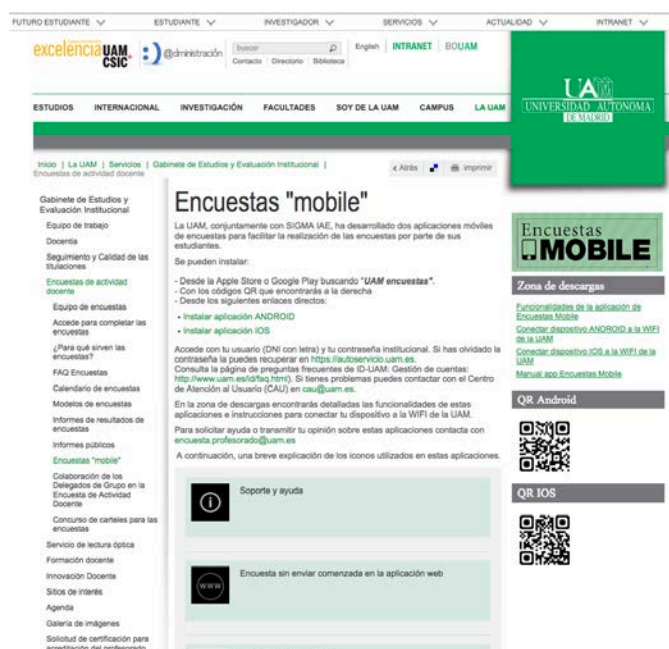 FUTURO ESTUDIANTE
ESTUDIANTE
INVESTIGADOR
SERVICIOS
ACTUALIDAD
INTRANET
excelencia UAM
CSIC
@dministración
buscar
Contacto
Directorio
Biblioteca
English
INTRANET
BOUAM
UAM
UNIVERSIDAD AUTONOMA
DE MADRID
ESTUDIOS
INTERNACIONAL
INVESTIGACIÓN
FACULTADES
SOY DE LA UAM
CAMPUS
LA UAM
Inicio | La UAM | Servicios | Gabinete de Estudios y Evaluación Institucional |
Encuestas de actividad docente
< Atrás
imprimir
Gabinete de Estudios y
Evaluación Institucional
Equipo de trabajo
Docentia
Seguimiento y Calidad de las
titulaciones
Encuestas de actividad
docente
Equipo de encuestas
Accede para completar las
encuestas
¿Para qué sirven las
encuestas?
FAQ Encuestas
Calendario de encuestas
Modelos de encuestas
Informes de resultados de
encuestas
Informes públicos
Encuestas "mobile"
Colaboración de los
Delegados de Grupo en la
Encuesta de Actividad
Docente
Concurso de carteles para las
encuestas
Servicio de lectura óptica
Formación docente
Innovación Docente
Sitios de interés
Agenda
Galería de imágenes
Solicitud de certificación para
acreditación del profesorado
Encuestas "mobile"
La UAM, conjuntamente con SIGMA IAE, ha desarrollado dos aplicaciones móviles
de encuestas para facilitar la realización de las encuestas por parte de sus
estudiantes.
Se pueden instalar:
- Desde la Apple Store o Google Play buscando "UAM encuestas".
- Con los códigos QR que encontrarás a la derecha
- Desde los siguientes enlaces directos:
• Instalar aplicación ANDROID
• Instalar aplicación IOS
Accede con tu usuario (DNI con letra) y tu contraseña institucional. Si has olvidado la
contraseña la puedes recuperar en https://autoservicio.uam.es.
Consulta la página de preguntas frecuentes de ID-UAM: Gestión de cuentas:
http://www.uam.es/id/faq.html). Si tienes problemas puedes contactar con el Centro
de Atención al Usuario (CAU) en cau@uam.es.
En la zona de descargas encontrarás detalladas las funcionalidades de estas
aplicaciones e instrucciones para conectar tu dispositivo a la WIFI de la UAM.
Para solicitar ayuda o transmitir tu opinión sobre estas aplicaciones contacta con
encuesta.profesorado@uam.es
A continuación, una breve explicación de los iconos utilizados en estas aplicaciones.
Soporte y ayuda
www
Encuesta sin enviar comenzada en la aplicación web
Encuestas
MOBILE
Zona de descargas
Funcionalidades de la aplicación de
Encuestas Mobile
Conectar dispositivo ANDROID a la WIFI
de la UAM
Conectar dispositivo IOS a la WIFI de la
UAM
Manual app Encuestas Mobile
QR Android
QR IOS